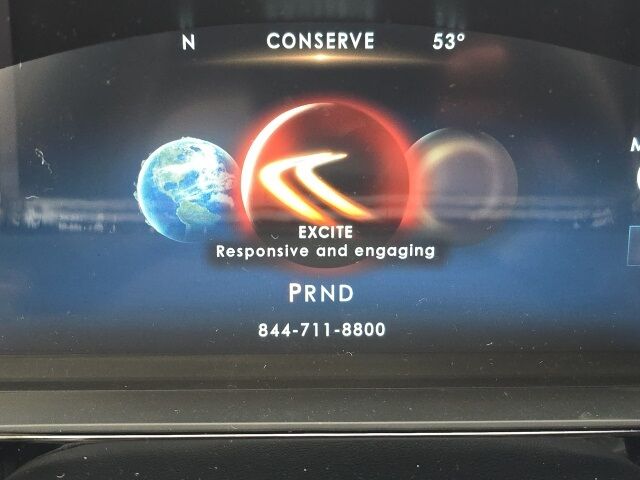 N CONSERVE 53°
M
EXCITE
Responsive and engaging
PRND
844-711-8800